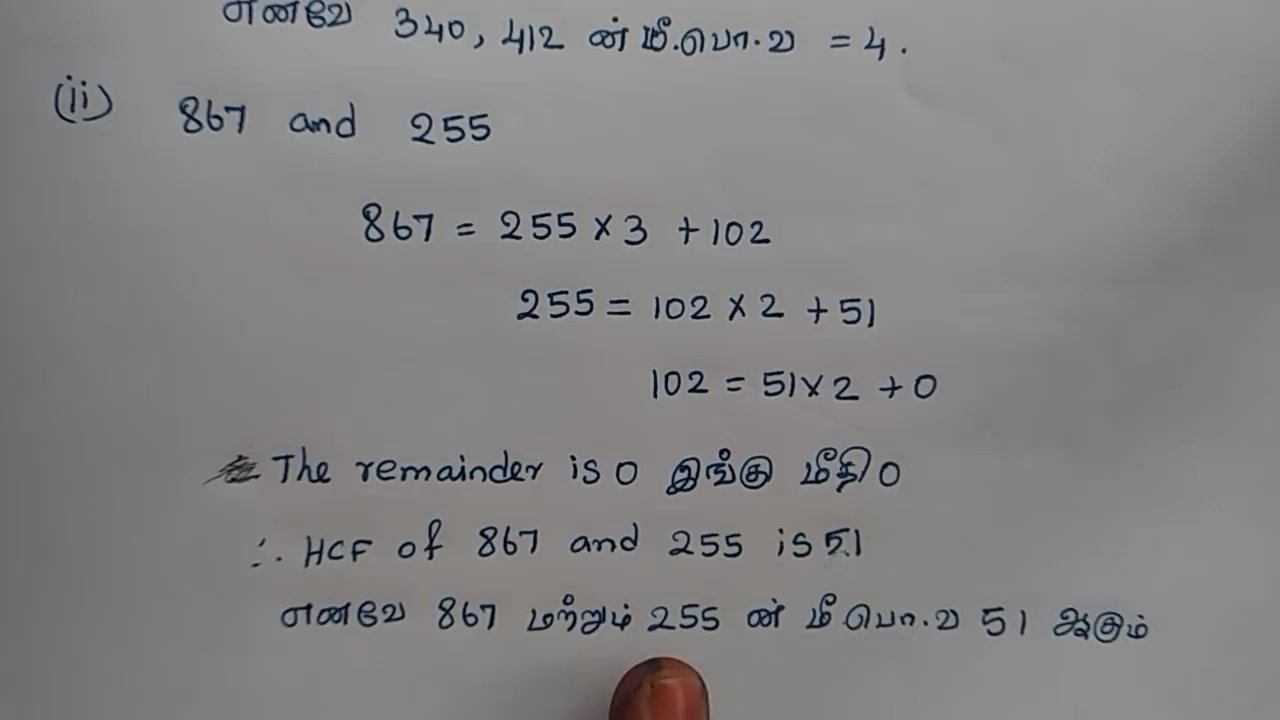 எனவே 340, 412 ன் மீ.பொ.வ = 4.
(ii) 867 and 255
867 = 255 × 3 + 102
255 = 102 × 2 + 51
102 = 51 × 2 + 0
The remainder is 0 இங்கு மீதி 0
∴ HCF of 867 and 255 is 51
எனவே 867 மற்றும் 255 ன் மீ பொ.வ 51 ஆகும்